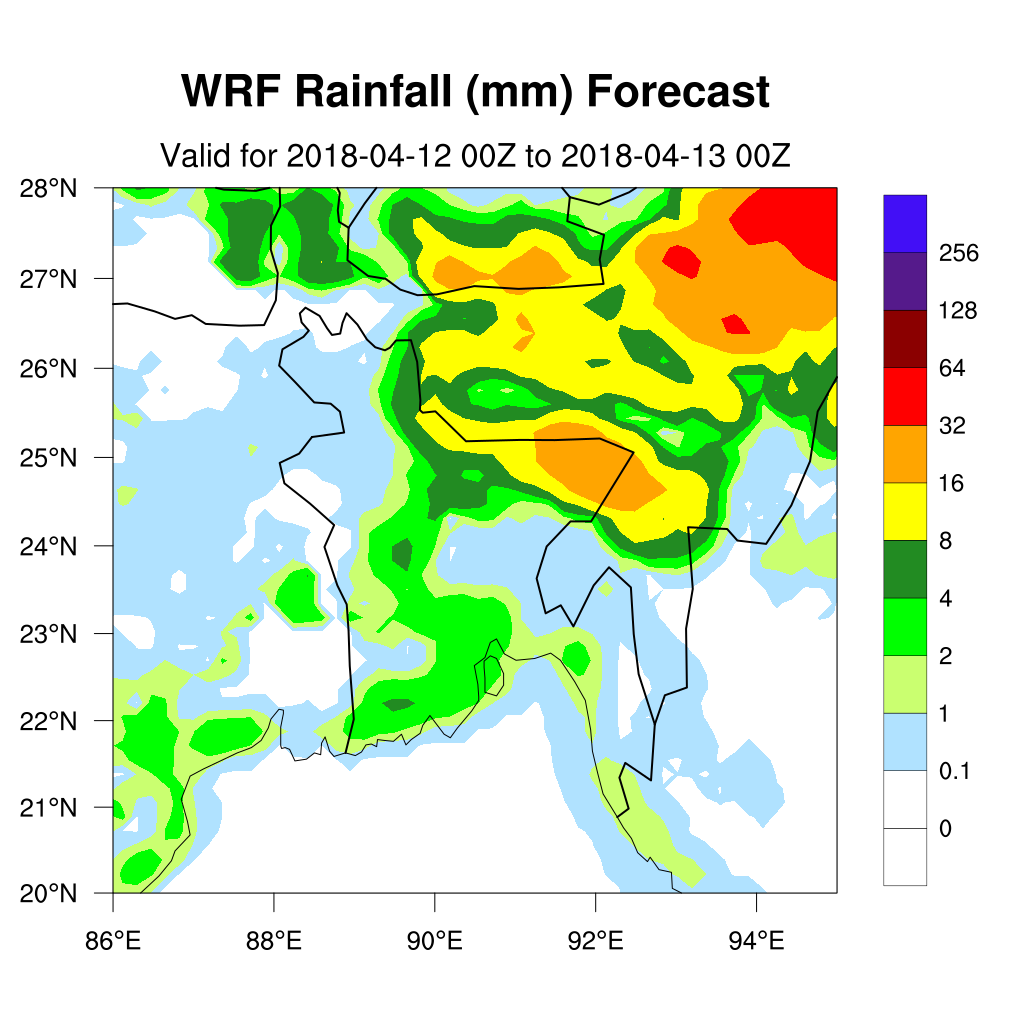 WRF Rainfall (mm) Forecast
Valid for 2018-04-12 00Z to 2018-04-13 00Z
28°N
27°N
26°N
25°N
24°N
23°N
22°N
21°N
20°N
86°E
88°E
90°E
92°E
94°E
256
128
64
32
16
8
4
2
1
0.1
0